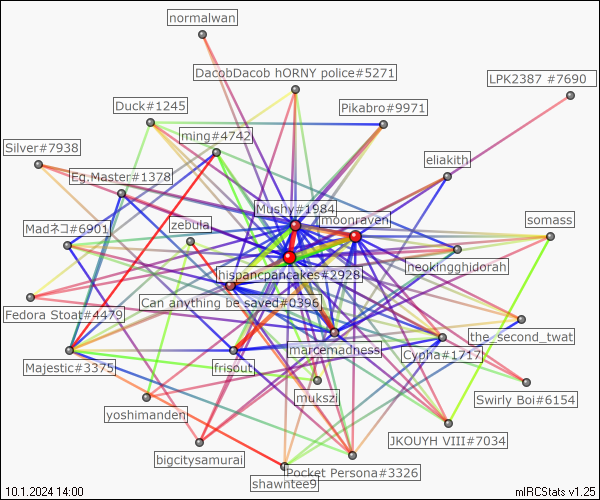 normalwan
DacobDacob hORNY police#5271
LPK2387 #7690
Duck#1245
Pikabro#9971
ming#4742
Silver#7938
eliakith
Eg.Master#1378
Mushy#1984
moonraven
somass
Madネコ#6901
zebula
neokingghidorah
hispancpancakes#2928
Can anything be saved#0396
Fedora Stoat#4479
the_second_twat
marcemadness
Cypha#1717
Majestic#3375
frisout
mukszi
Swirly Boi#6154
yoshimanden
JKOUYH VIII#7034
bigcitysamurai
Pocket Persona#3326
shawntee9
10.1.2024 14:00
mIRCStats v1.25